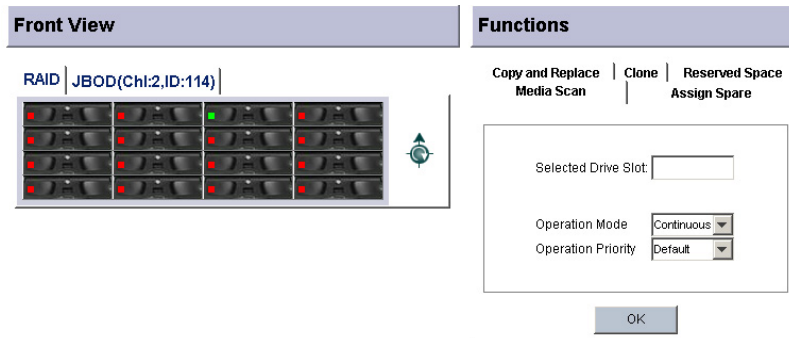 Front View
RAID JBOD(Chl:2,ID:114)
Functions
Copy and Replace Clone Reserved Space
Media Scan Assign Spare
Selected Drive Slot:
Operation Mode Continuous
Operation Priority Default
OK